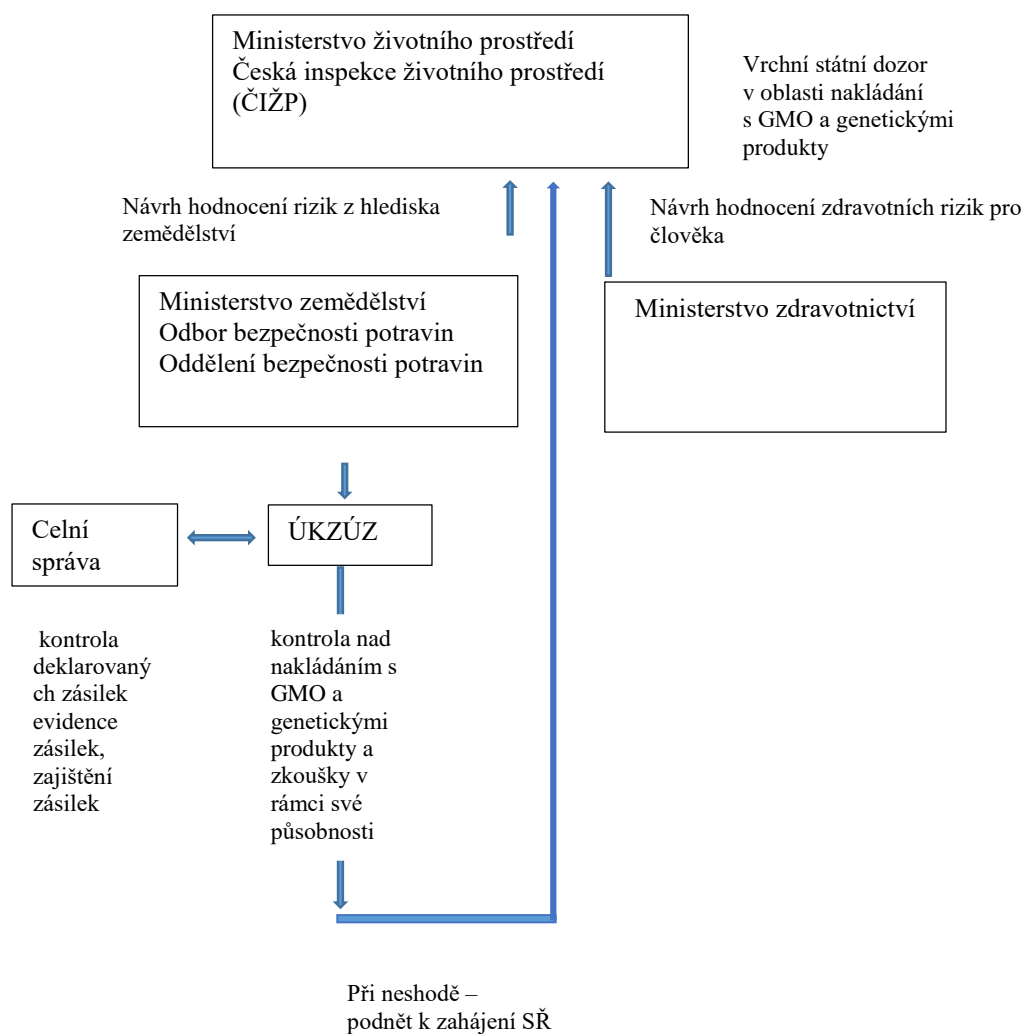 Ministerstvo životního prostředí
Česká inspekce životního prostředí
(ČIŽP)
Vrchní státní dozor
v oblasti nakládání
s GMO a genetickými
produkty
Návrh hodnocení rizik z hlediska
zemědělství
Návrh hodnocení zdravotních rizik pro
člověka
Ministerstvo zemědělství
Odbor bezpečnosti potravin
Oddělení bezpečnosti potravin
Ministerstvo zdravotnictví
Celní
správa
ÚKZÚZ
kontrola
deklarovaný
ch zásilek
evidence
zásilek,
zajištění
zásilek
kontrola nad
nakládáním s
GMO a
genetickými
produkty a
zkoušky v
rámci své
působnosti
Při neshodě –
podnět k zahájení SŘ